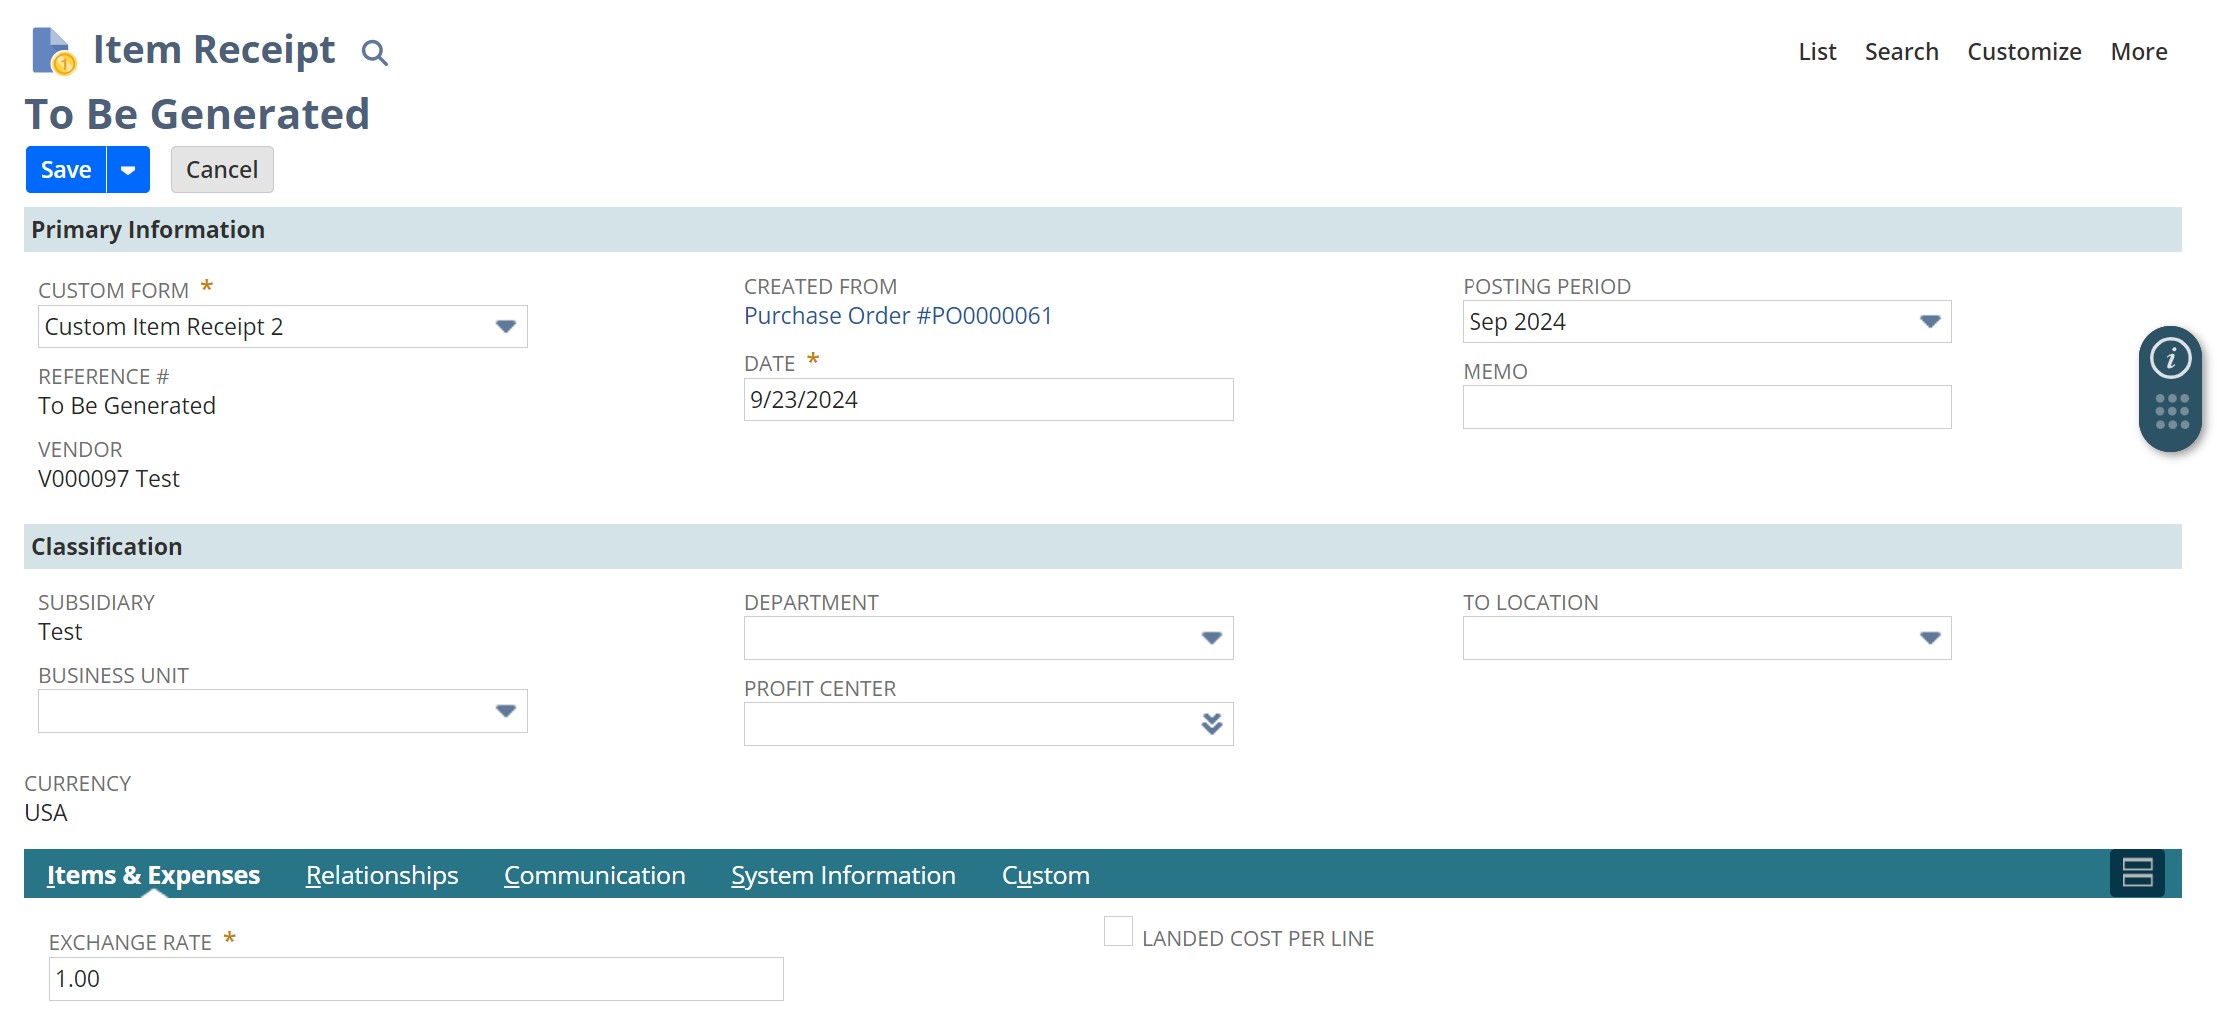 Item Receipt
List Search Customize More
To Be Generated
Save Cancel
Primary Information
CUSTOM FORM *
Custom Item Receipt 2
REFERENCE #
To Be Generated
VENDOR
V000097 Test
CREATED FROM
Purchase Order #PO0000061
DATE *
9/23/2024
POSTING PERIOD
Sep 2024
MEMO
Classification
SUBSIDIARY
Test
BUSINESS UNIT
DEPARTMENT
PROFIT CENTER
TO LOCATION
CURRENCY
USA
Items & Expenses Relationships Communication System Information Custom
EXCHANGE RATE *
1.00
LANDED COST PER LINE